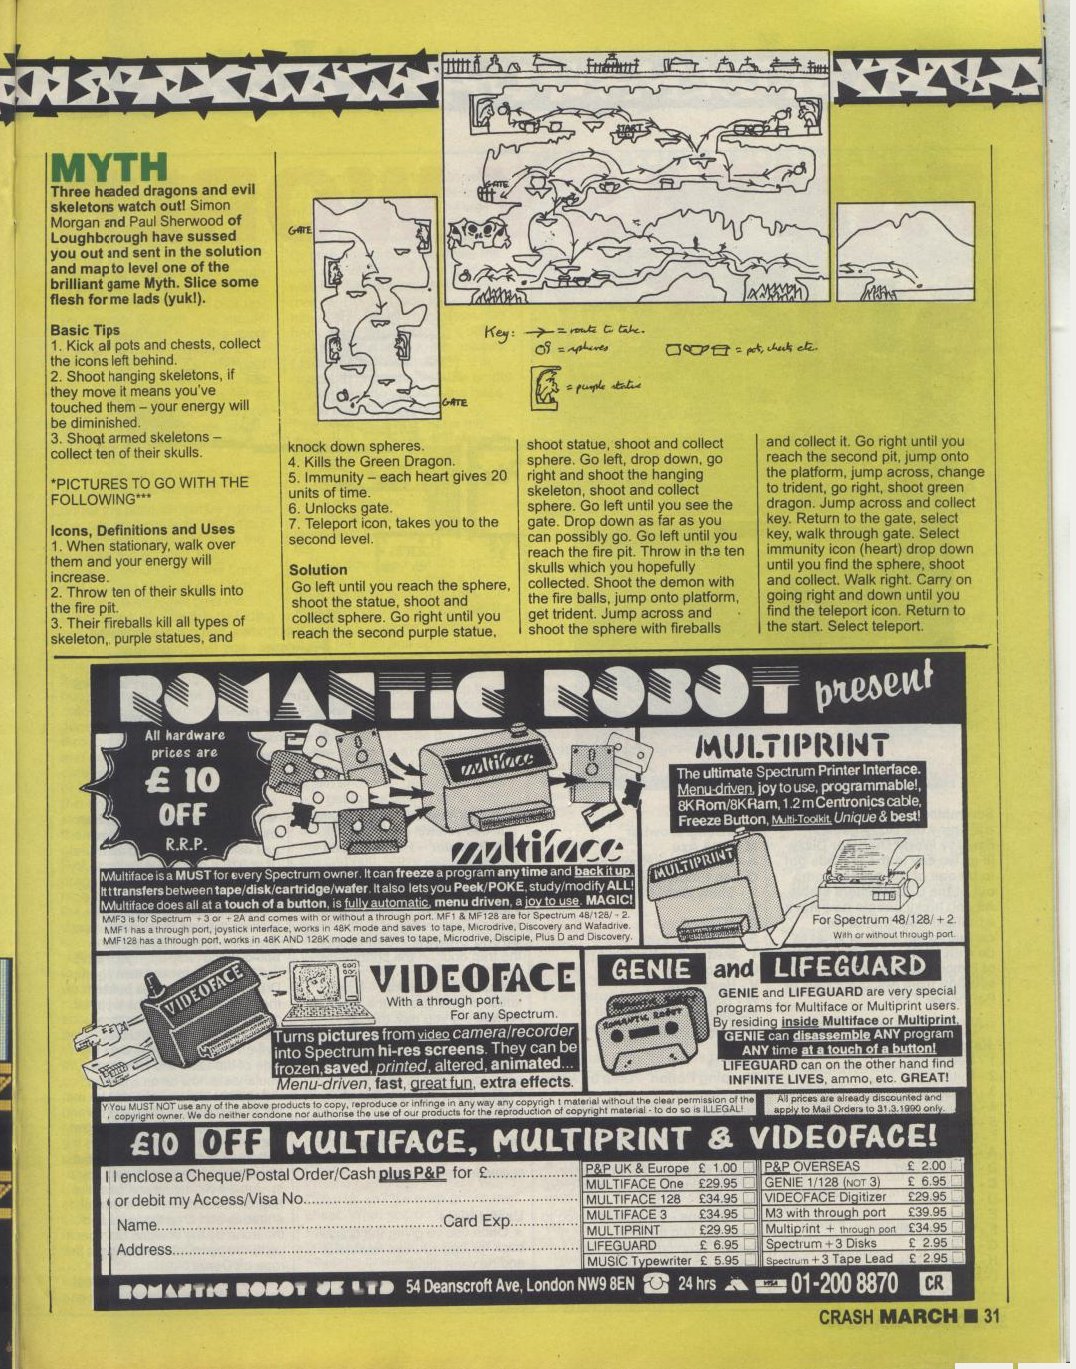 MYTH
Three headed dragons and evil
skeletons watch out! Simon
Morgan and Paul Sherwood of
Loughborough have sussed
you out and sent in the solution
and map to level one of the
brilliant game Myth. Slice some
flesh for me lads (yuk!).
Basic Tips
1. Kick all pots and chests, collect
the icons left behind.
2. Shoot hanging skeletons, if
they move it means you've
touched them – your energy will
be diminished.
3. Shoot armed skeletons –
collect ten of their skulls.
*PICTURES TO GO WITH THE
FOLLOWING***
Icons, Definitions and Uses
1. When stationary, walk over
them and your energy will
increase.
2. Throw ten of their skulls into
the fire pit.
3. Their fireballs kill all types of
skeleton, purple statues, and
GATE
GATE
START
GATE
Key: = route to take.
= spheres
= pot, chests etc.
= purple statue
knock down spheres.
4. Kills the Green Dragon.
5. Immunity – each heart gives 20
units of time.
6. Unlocks gate.
7. Teleport icon, takes you to the
second level.
Solution
Go left until you reach the sphere,
shoot the statue, shoot and
collect sphere. Go right until you
reach the second purple statue,
shoot statue, shoot and collect
sphere. Go left, drop down, go
right and shoot the hanging
skeleton, shoot and collect
sphere. Go left until you see the
gate. Drop down as far as you
can possibly go. Go left until you
reach the fire pit. Throw in the ten
skulls which you hopefully
collected. Shoot the demon with
the fire balls, jump onto platform,
get trident. Jump across and
shoot the sphere with fireballs
and collect it. Go right until you
reach the second pit, jump onto
the platform, jump across, change
to trident, go right, shoot green
dragon. Jump across and collect
key. Return to the gate, select
key, walk through gate. Select
immunity icon (heart) drop down
until you find the sphere, shoot
and collect. Walk right. Carry on
going right and down until you
find the teleport icon. Return to
the start. Select teleport.
ROMANTIC ROBOT present
All hardware
prices are
£10
OFF
R.R.P.
multiface
multiface
Multiface is a MUST for every Spectrum owner. It can freeze a program any time and back it up.
It transfers between tape/disk/cartridge/wafer. It also lets you Peek/POKE, study/modify ALL!
Multiface does all at a touch of a button, is fully automatic, menu driven, a joy to use. MAGIC!
MF3 is for Spectrum +3 or +2A and comes with or without a through port. MF1 & MF128 are for Spectrum 48/128/+2.
MF1 has a through port, joystick interface, works in 48K mode and saves to tape, Microdrive, Discovery and Wafadrive.
MF128 has a through port, works in 48K AND 128K mode and saves to tape, Microdrive, Disciple, Plus D and Discovery.
MULTIPRINT
The ultimate Spectrum Printer Interface.
Menu-driven, joy to use, programmable!,
8KRom/8KRam, 1.2m Centronics cable,
Freeze Button, Multi-Toolkit. Unique & best!
MULTIPRINT
For Spectrum 48/128/+2.
With or without through port.
VIDEOFACE
VIDEOFACE
With a through port.
For any Spectrum.
Turns pictures from video camera/recorder
into Spectrum hi-res screens. They can be
frozen, saved, printed, altered, animated...
Menu-driven, fast, great fun, extra effects.
GENIE and LIFEGUARD
ROMANTIC ROBOT
GENIE and LIFEGUARD are very special
programs for Multiface or Multiprint users.
By residing inside Multiface or Multiprint,
GENIE can disassemble ANY program
ANY time at a touch of a button!
LIFEGUARD can on the other hand find
INFINITE LIVES, ammo, etc. GREAT!
You MUST NOT use any of the above products to copy, reproduce or infringe in any way any copyright material without the clear permission of the
copyright owner. We do neither condone nor authorise the use of our products for the reproduction of copyright material - to do so is ILLEGAL!
All prices are already discounted and
apply to Mail Orders to 31.3.1990 only.
£10 OFF MULTIFACE, MULTIPRINT & VIDEOFACE!
I enclose a Cheque/Postal Order/Cash plus P&P for £
or debit my Access/Visa No.
Name Card Exp.
Address
P&P UK & Europe £ 1.00
MULTIFACE One £29.95
MULTIFACE 128 £34.95
MULTIFACE 3 £34.95
MULTIPRINT £29.95
LIFEGUARD £ 6.95
MUSIC Typewriter £ 5.95
P&P OVERSEAS £ 2.00
GENIE 1/128 (NOT 3) £ 6.95
VIDEOFACE Digitizer £29.95
M3 with through port £39.95
Multiprint + through port £34.95
Spectrum +3 Disks £ 2.95
Spectrum +3 Tape Lead £ 2.95
ROMANTIC ROBOT UK LTD 54 Deanscroft Ave, London NW9 8EN 24 hrs VISA 01-200 8870 CR
CRASH MARCH 31